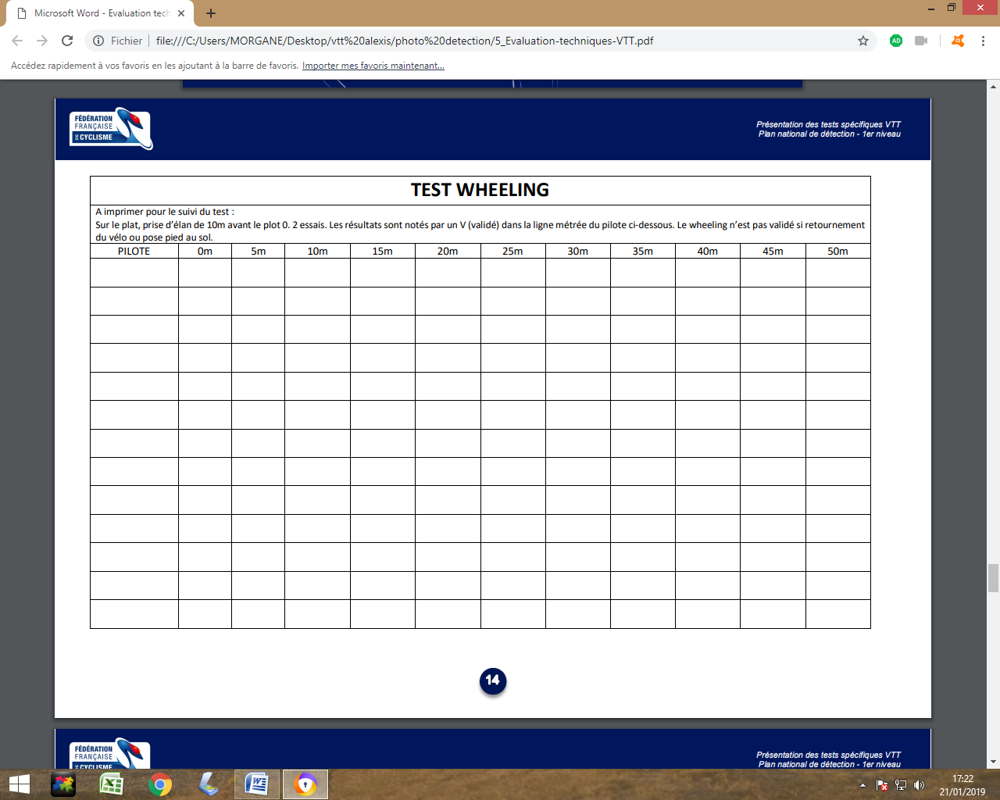 Microsoft Word - Evaluation tech
Fichier
file:///C:/Users/MORGANE/Desktop/vtt%20alexis/photo%20detection/5_Evaluation-techniques-VTT.pdf
AD
Accédez rapidement à vos favoris en les ajoutant à la barre de favoris. Importer mes favoris maintenant...
FÉDÉRATION
FRANÇAISE
DE CYCLISME
Présentation des tests spécifiques VTT
Plan national de détection - 1er niveau
TEST WHEELING
A imprimer pour le suivi du test :
Sur le plat, prise d’élan de 10m avant le plot 0. 2 essais. Les résultats sont notés par un V (validé) dans la ligne métrée du pilote ci-dessous. Le wheeling n’est pas validé si retournement
du vélo ou pose pied au sol.
PILOTE 0m 5m 10m 15m 20m 25m 30m 35m 40m 45m 50m
14
FÉDÉRATION
FRANÇAISE
DE CYCLISME
Présentation des tests spécifiques VTT
Plan national de détection - 1er niveau
17:22
21/01/2019